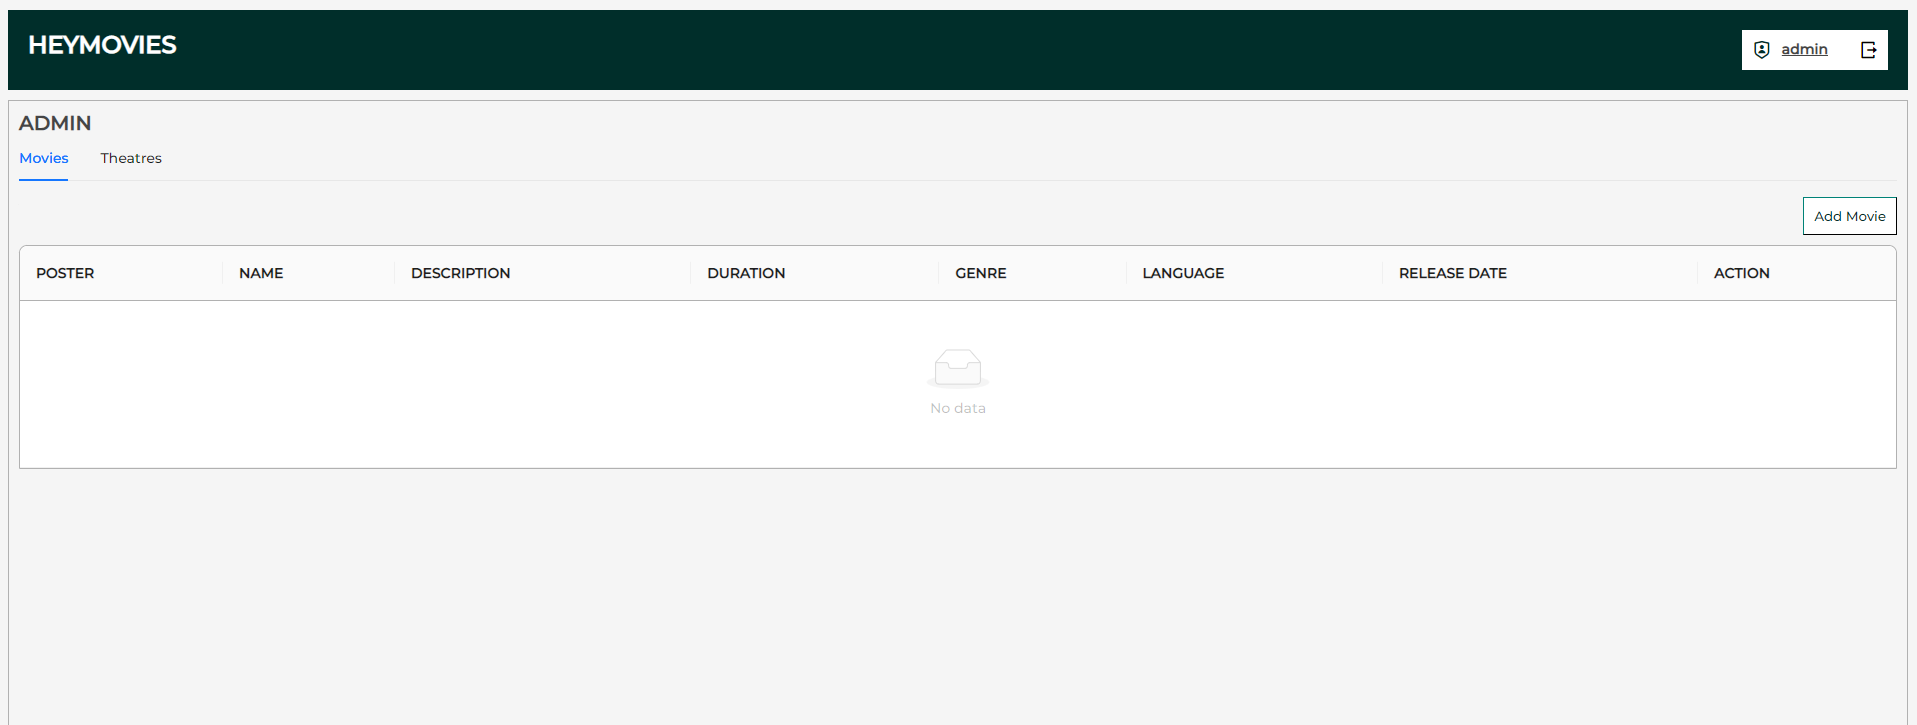 HEYMOVIES
admin
ADMIN
Movies Theatres
Add Movie
POSTER NAME DESCRIPTION DURATION GENRE LANGUAGE RELEASE DATE ACTION
No data